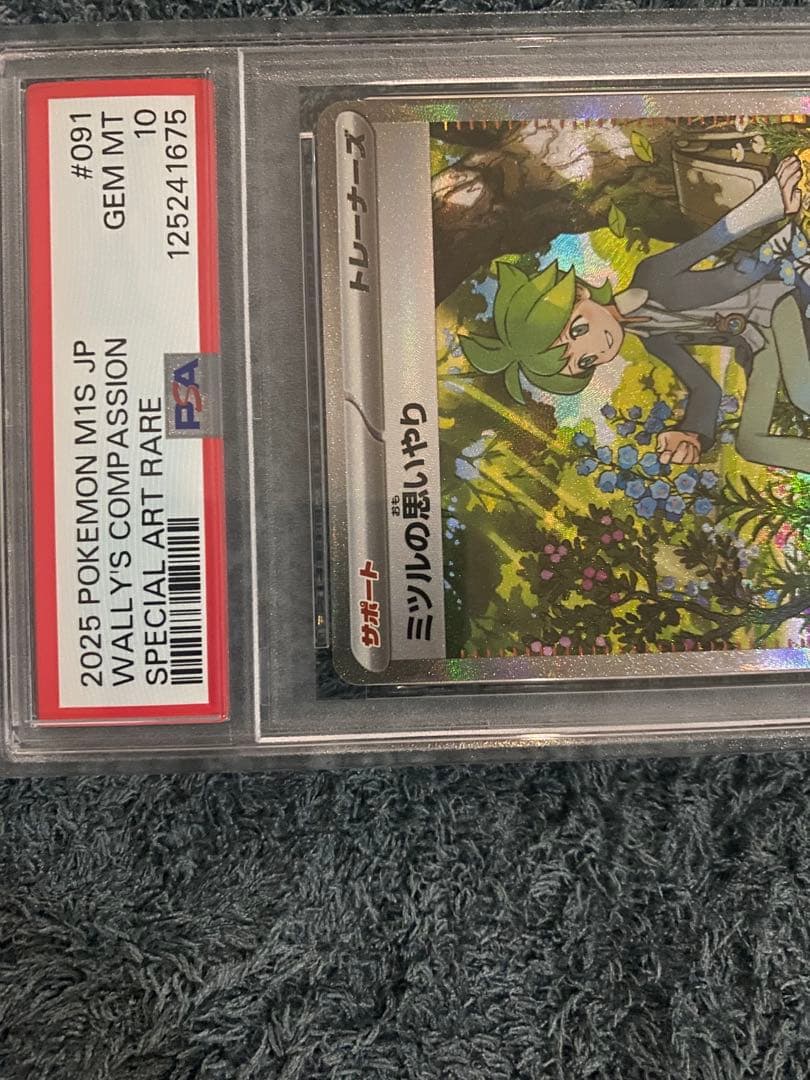 2025 POKEMON M1S JP #091
WALLY'S COMPASSION GEM MT
SPECIAL ART RARE 10
PSA 125241675
サポート トレーナーズ
おも
ミツルの思いやり